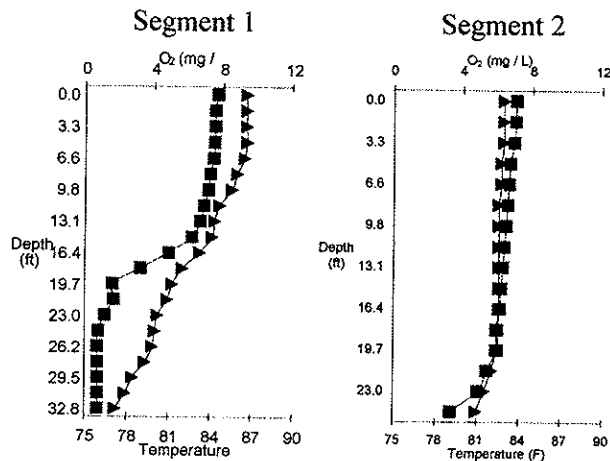 Segment 1
O2 (mg /
0 4 8 12
0.0
3.3
6.6
9.8
13.1
Depth
(ft)
16.4
19.7
23.0
26.2
29.5
32.8
75 78 81 84 87 90
Temperature
Segment 2
O2 (mg / L)
0 4 8 12
0.0
3.3
6.6
9.8
Depth
(ft)
13.1
16.4
19.7
23.0
75 78 81 84 87 90
Temperature (F)